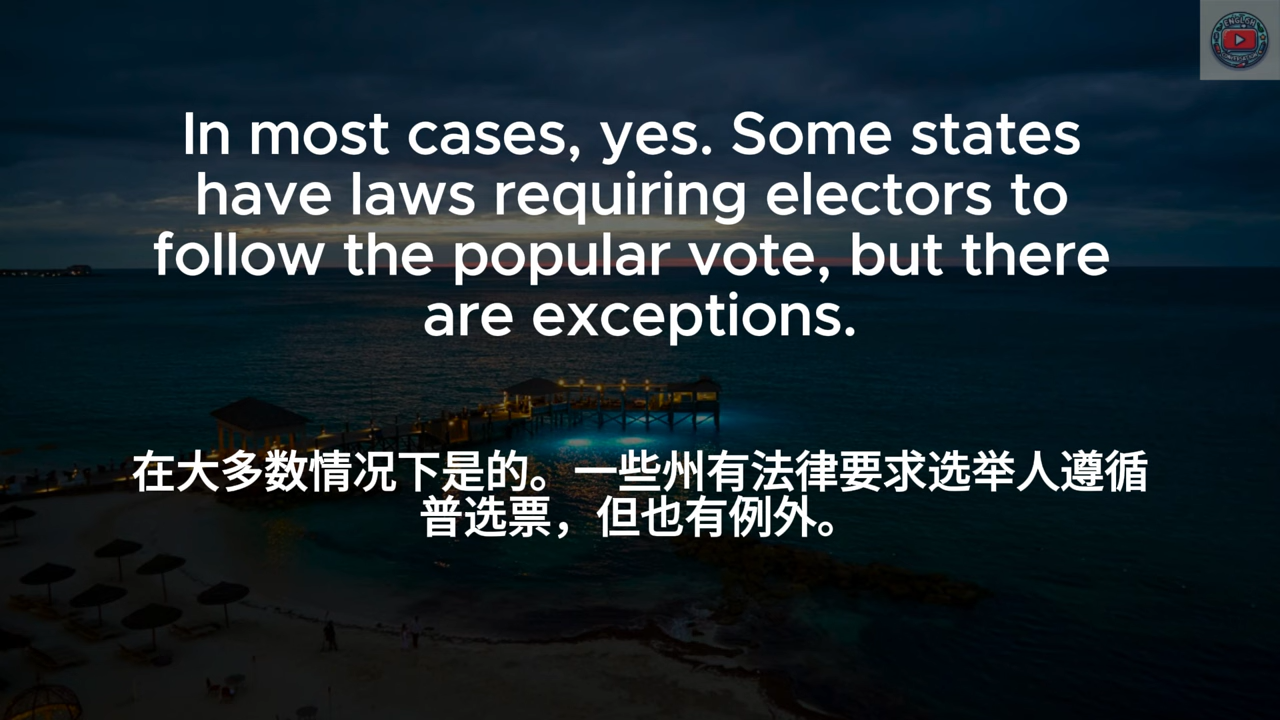 In most cases, yes. Some states
have laws requiring electors to
follow the popular vote, but there
are exceptions.
在大多数情况下是的。一些州有法律要求选举人遵循
普选票，但也有例外。